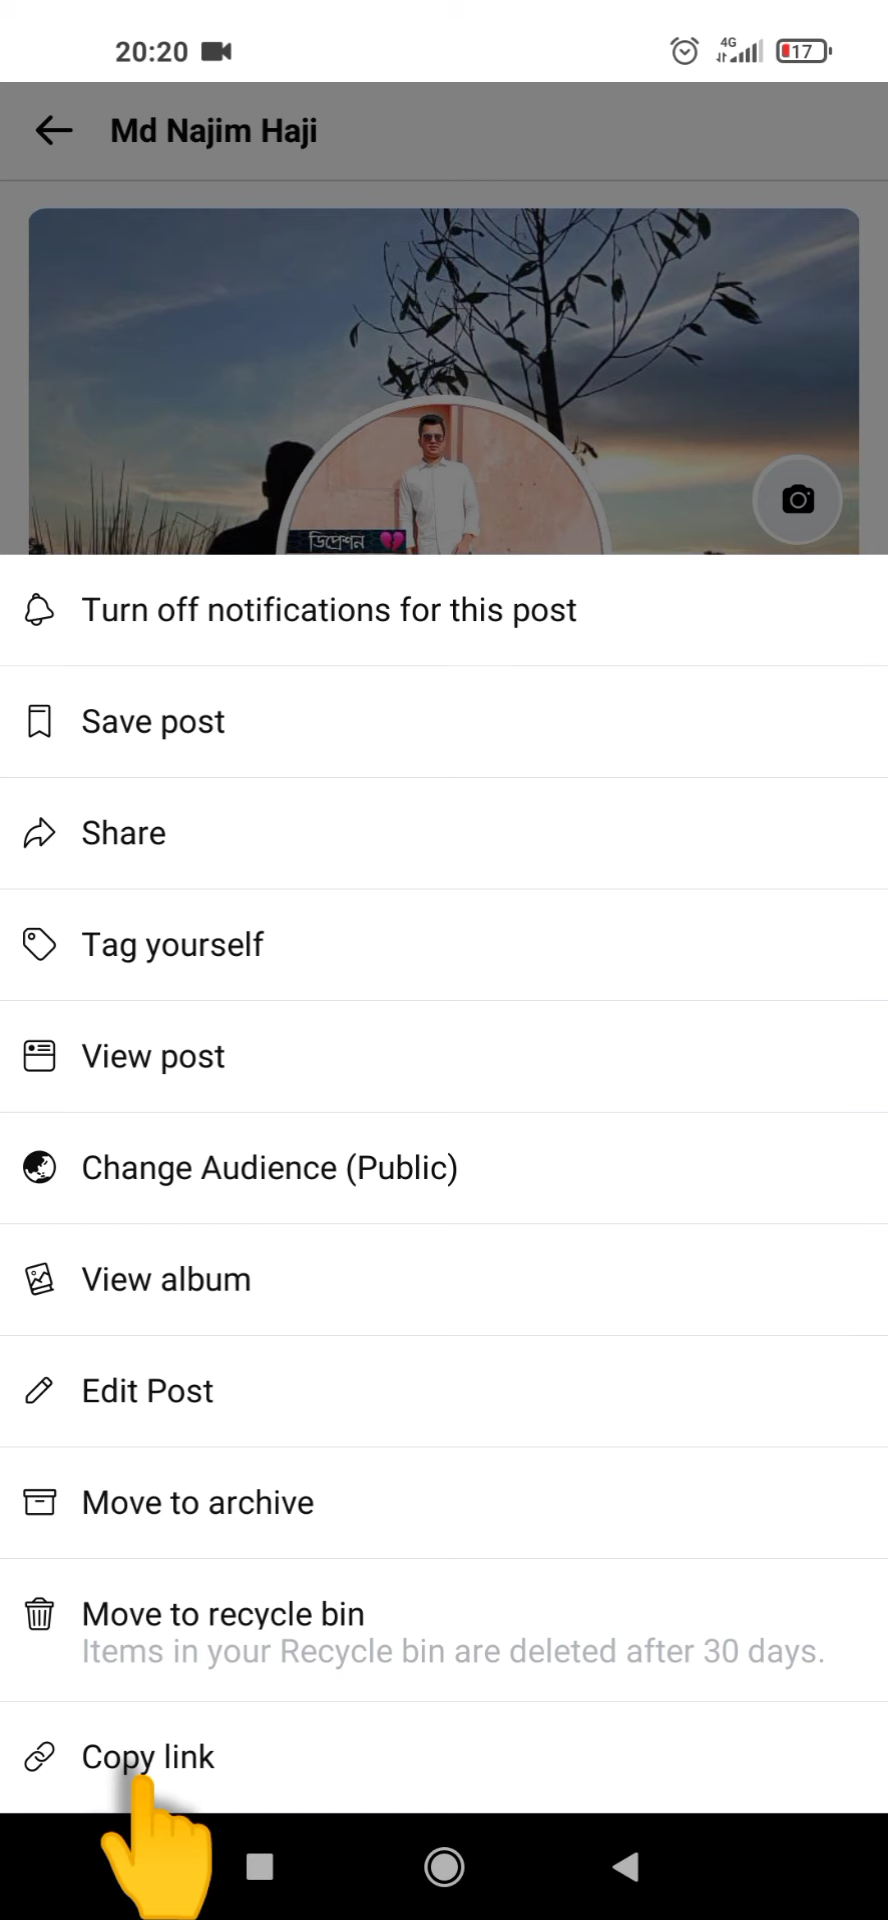 20:20
4G
17
Md Najim Haji
ডিপ্রেশন
Turn off notifications for this post
Save post
Share
Tag yourself
View post
Change Audience (Public)
View album
Edit Post
Move to archive
Move to recycle bin
Items in your Recycle bin are deleted after 30 days.
Copy link